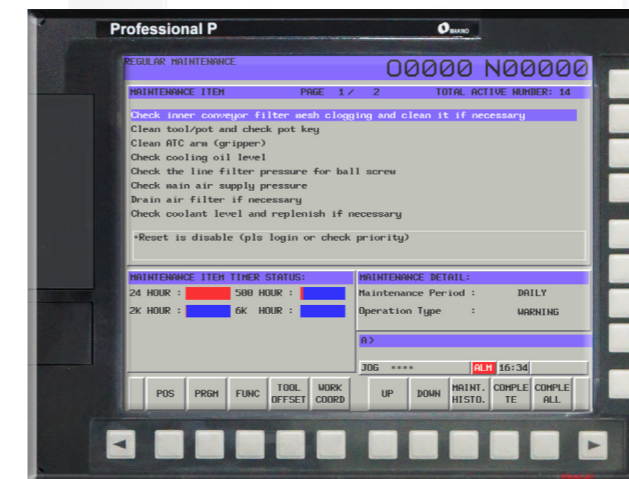 Professional P
MAKINO
REGULAR MAINTENANCE
O0000 N00000
MAINTENANCE ITEM PAGE 1/ 2 TOTAL ACTIVE NUMBER: 14
Check inner conveyor filter mesh clogging and clean it if necessary
Clean tool/pot and check pot key
Clean ATC arm (gripper)
Check cooling oil level
Check the line filter pressure for ball screw
Check main air supply pressure
Drain air filter if necessary
Check coolant level and replenish if necessary
*Reset is disable (pls login or check priority)
MAINTENANCE ITEM TIMER STATUS:
24 HOUR : 500 HOUR :
2K HOUR : 6K HOUR :
MAINTENANCE DETAIL:
Maintenance Period : DAILY
Operation Type : WARNING
A>
JOG **** ALM 16:34
POS PRGM FUNC TOOL OFFSET WORK COORD UP DOWN MAINT. HISTO. COMPLE TE COMPLE ALL